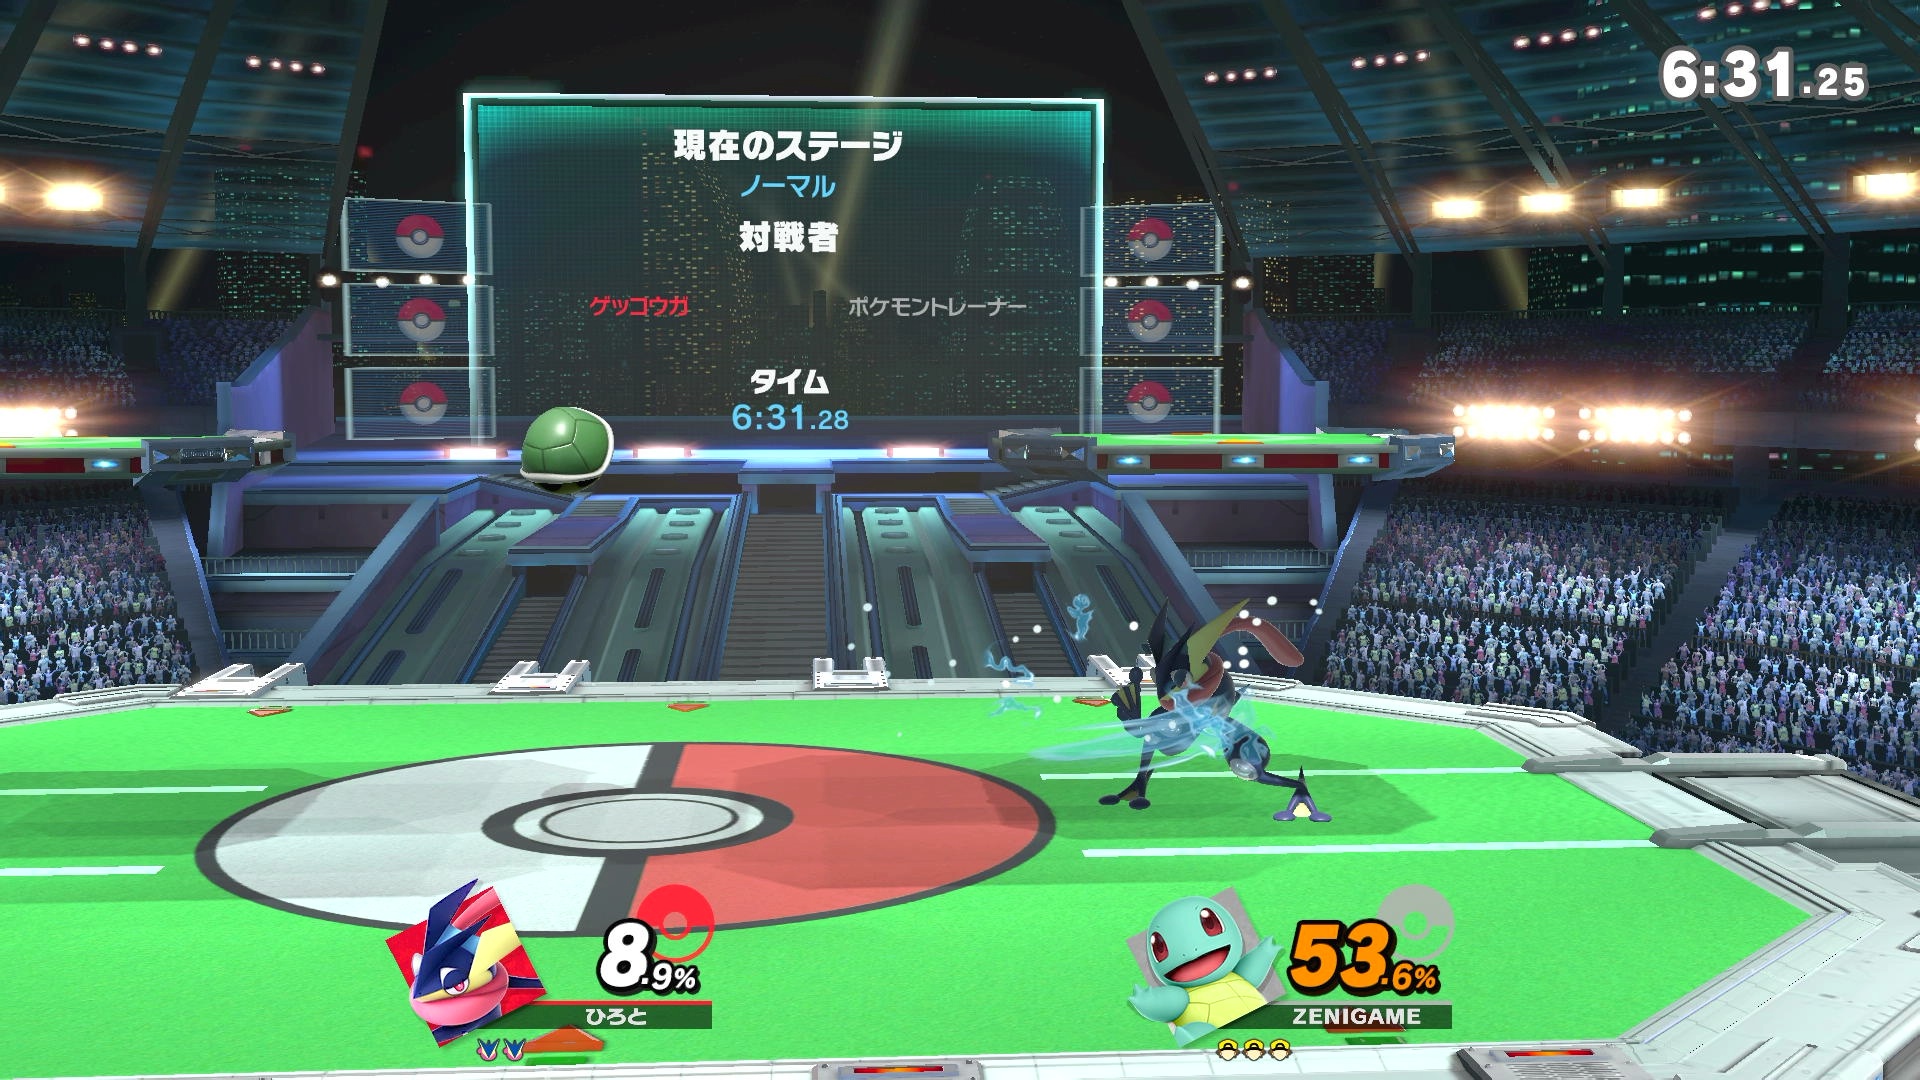 6:31.25
現在のステージ
ノーマル
対戦者
ゲッコウガ
ポケモントレーナー
タイム
6:31.28
8.9%
ひろと
53.6%
ZENIGAME